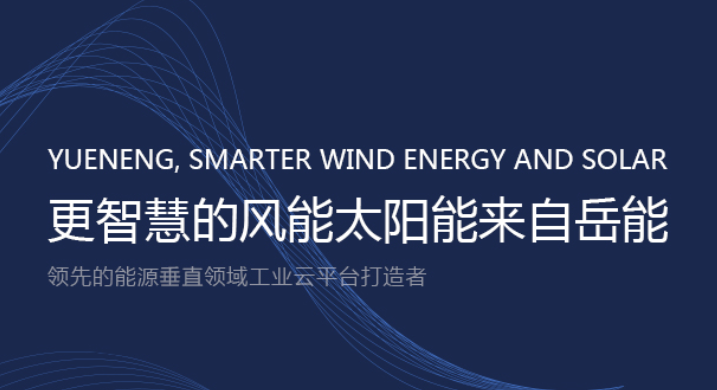 YUENENG, SMARTER WIND ENERGY AND SOLAR
更智慧的风能太阳能来自岳能
领先的能源垂直领域工业云平台打造者